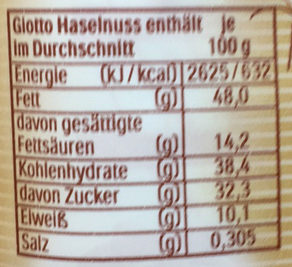 Giotto Haselnuss enthält je
im Durchschnitt 100 g
Energie (kJ/kcal) 2625/632
Fett (g) 48,0
davon gesättigte
Fettsäuren (g) 14,2
Kohlenhydrate (g) 38,4
davon Zucker (g) 32,3
Eiweiß (g) 10,1
Salz (g) 0,305